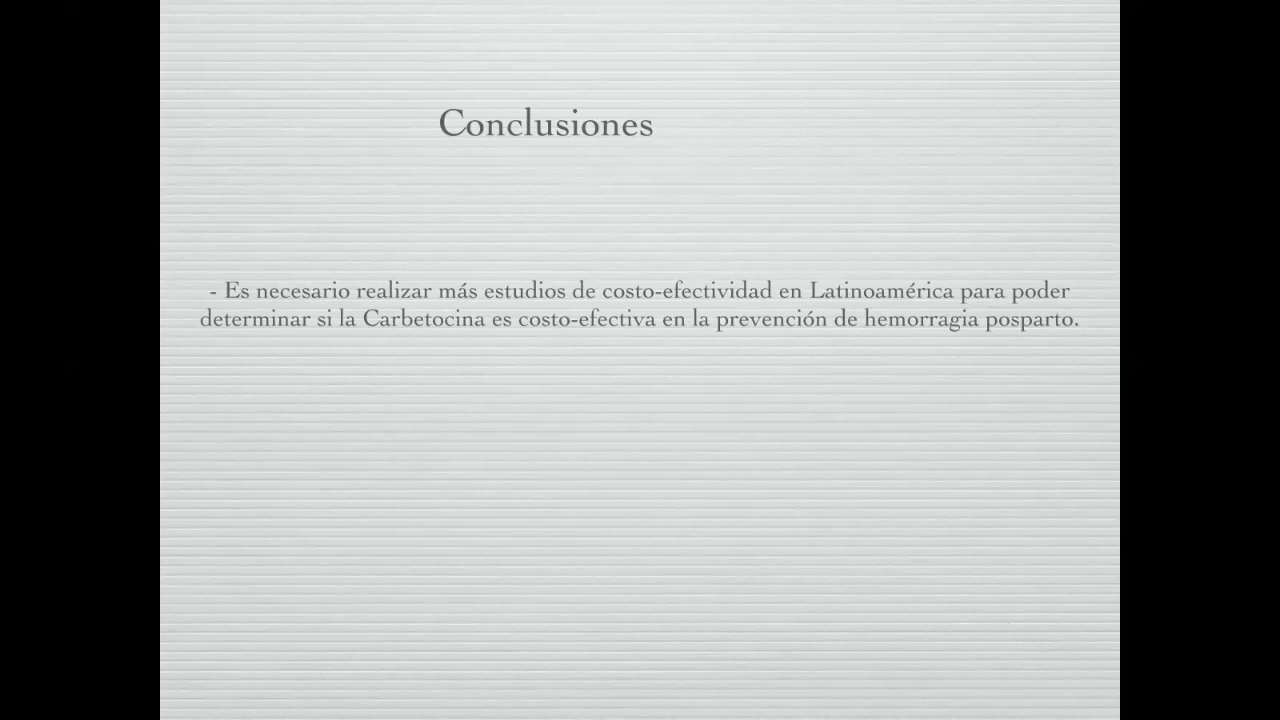 Conclusiones
- Es necesario realizar más estudios de costo-efectividad en Latinoamérica para poder
determinar si la Carbetocina es costo-efectiva en la prevención de hemorragia posparto.